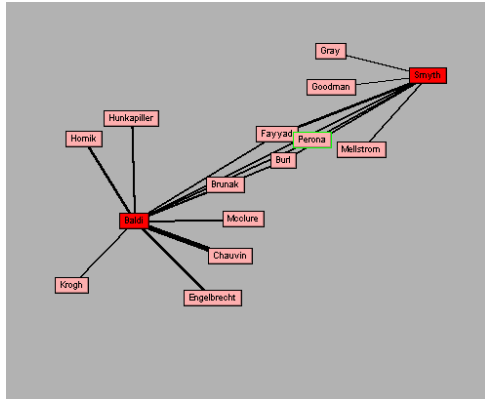 Gray
Smyth
Goodman
Hunkapiller
Fayyad
Hornik
Perona
Mellstrom
Burl
Brunak
Baldi
Mcclure
Chauvin
Krogh
Engelbrecht